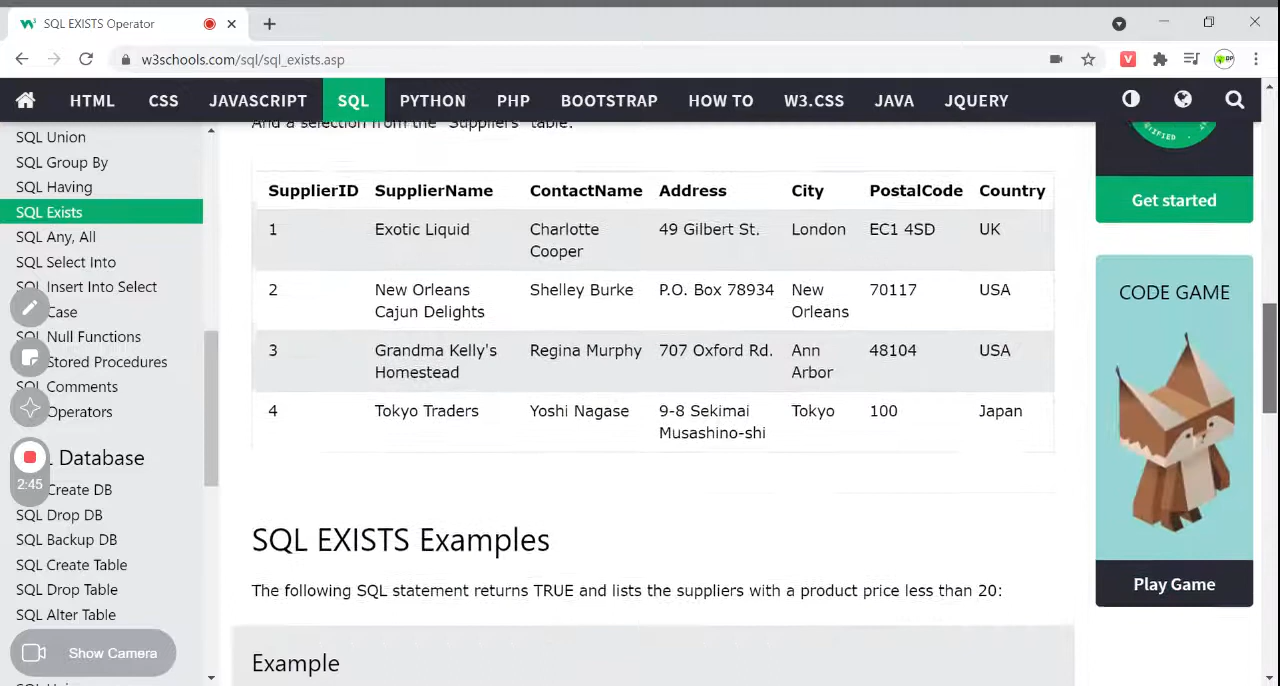 SQL EXISTS Operator
w3schools.com/sql/sql_exists.asp
HTML CSS JAVASCRIPT SQL PYTHON PHP BOOTSTRAP HOW TO W3.CSS JAVA JQUERY
SQL Union
SQL Group By
SQL Having
SQL Exists
SQL Any, All
SQL Select Into
SQL Insert Into Select
Case
SQL Null Functions
Stored Procedures
SQL Comments
Operators
Database
Create DB
SQL Drop DB
SQL Backup DB
SQL Create Table
SQL Drop Table
SQL Alter Table
2:45
Show Camera
And a selection from the "Suppliers" table:
SupplierID SupplierName ContactName Address City PostalCode Country
1 Exotic Liquid Charlotte Cooper 49 Gilbert St. London EC1 4SD UK
2 New Orleans Cajun Delights Shelley Burke P.O. Box 78934 New Orleans 70117 USA
3 Grandma Kelly's Homestead Regina Murphy 707 Oxford Rd. Ann Arbor 48104 USA
4 Tokyo Traders Yoshi Nagase 9-8 Sekimai Musashino-shi Tokyo 100 Japan
SQL EXISTS Examples
The following SQL statement returns TRUE and lists the suppliers with a product price less than 20:
Example
Get started
CODE GAME
Play Game